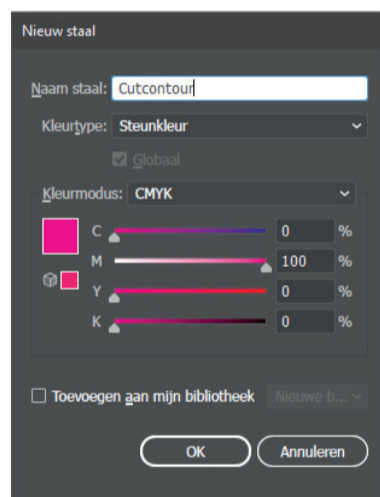 Nieuw staal
Naam staal: Cutcontour
Kleurtype: Steunkleur
Globaal
Kleurmodus: CMYK
C 0 %
M 100 %
Y 0 %
K 0 %
Toevoegen aan mijn bibliotheek Nieuwe b...
OK Annuleren